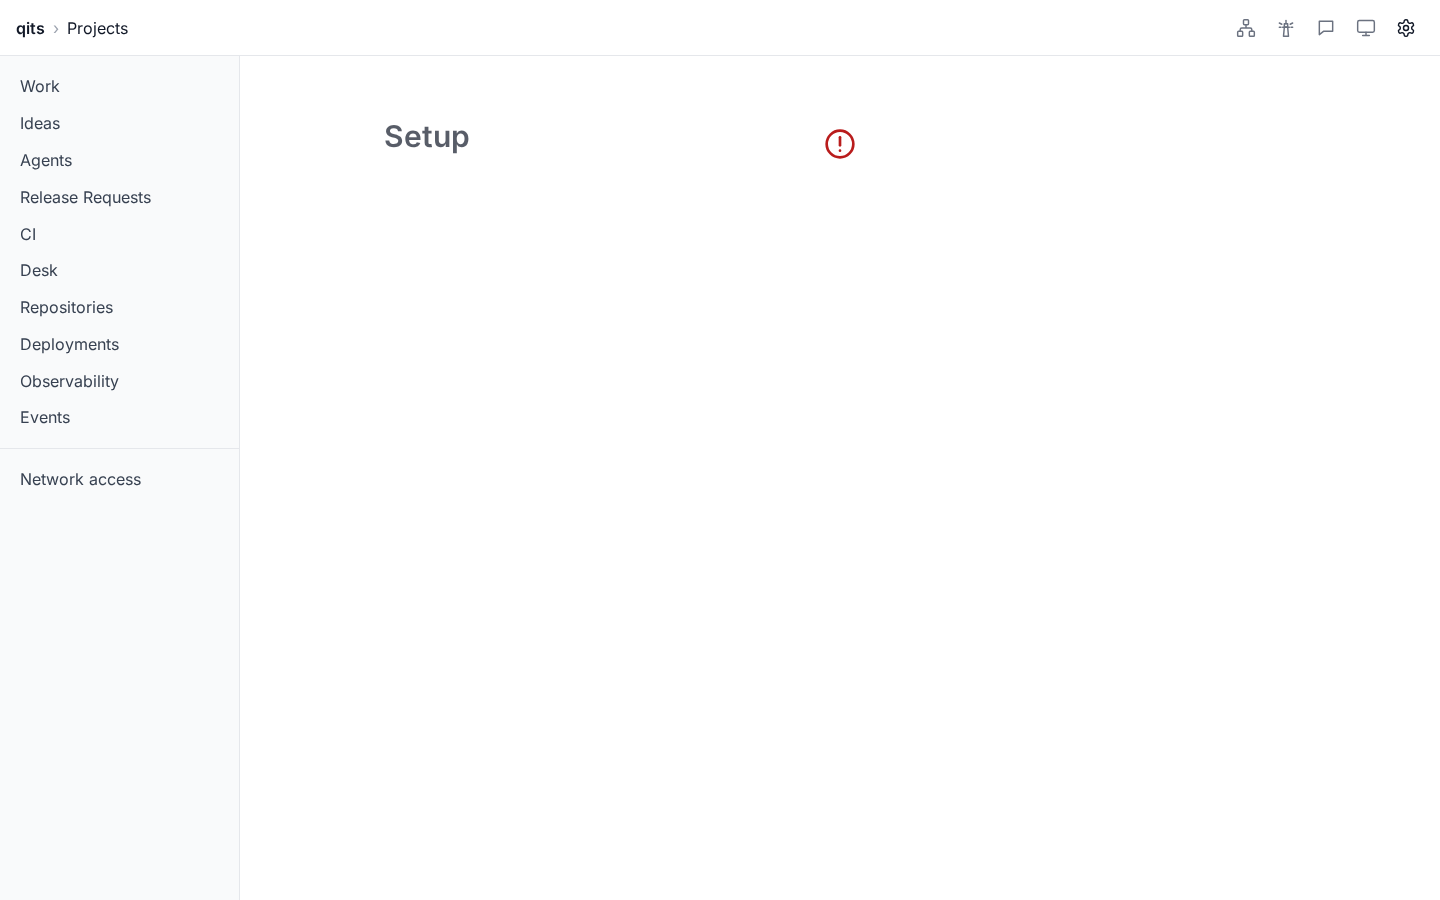 qits › Projects
Work
Ideas
Agents
Release Requests
CI
Desk
Repositories
Deployments
Observability
Events
Network access
Setup